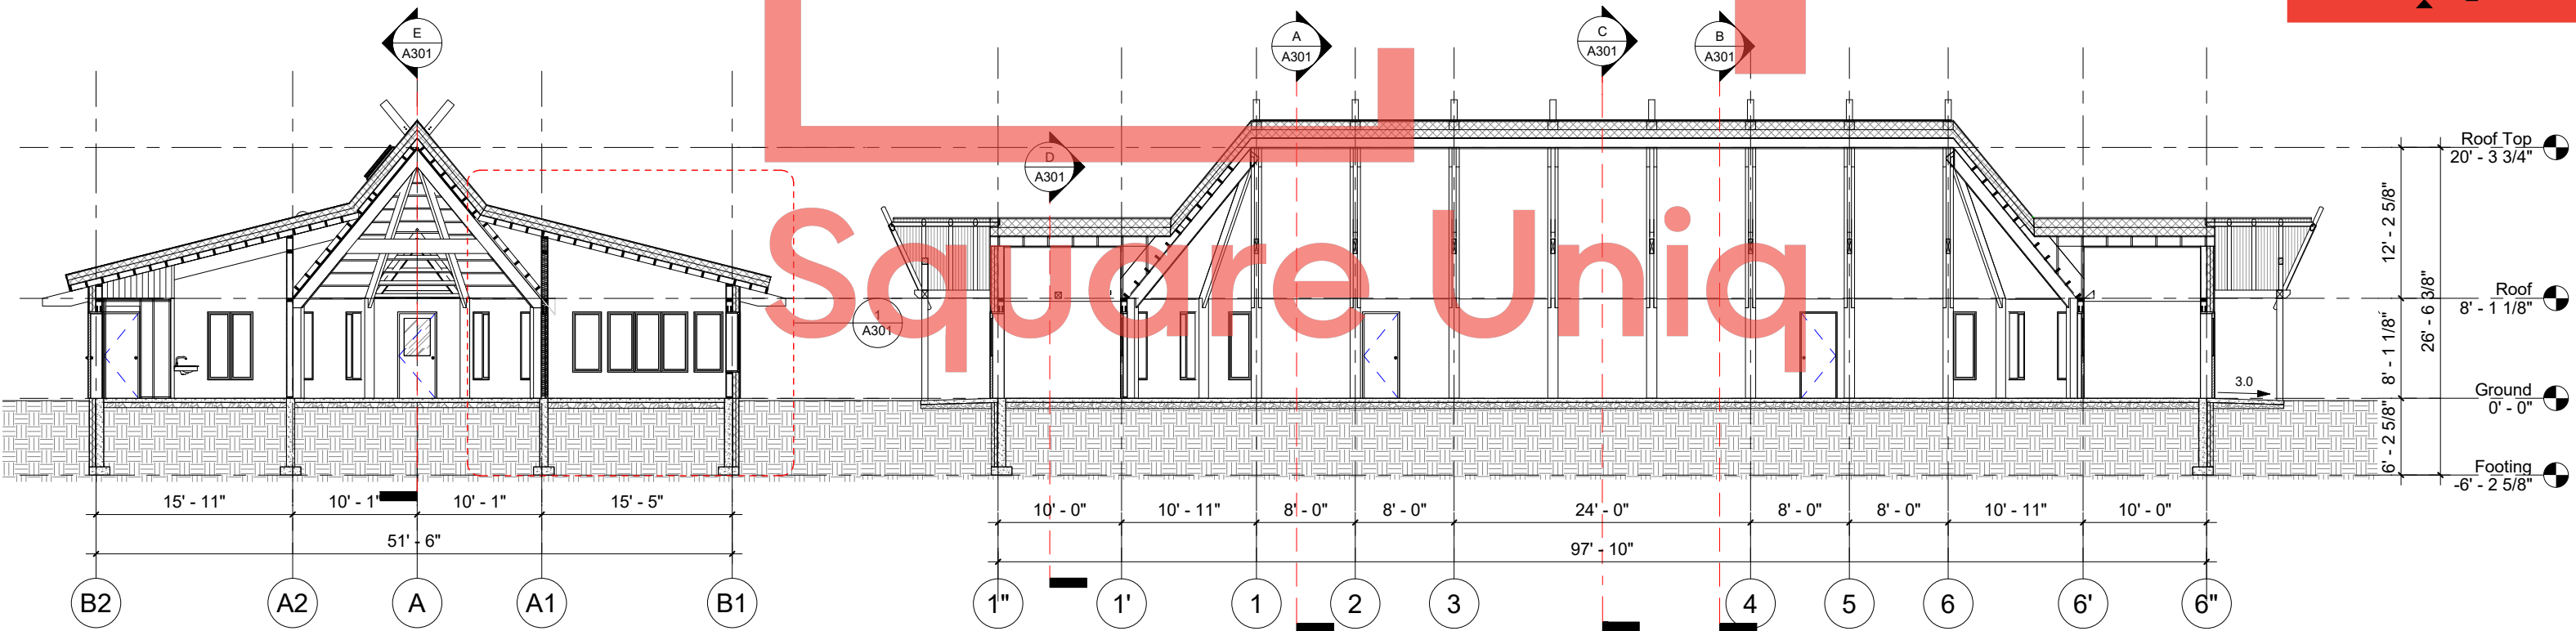 E
A301
A
A301
C
A301
B
A301
D
A301
1
A301
Square Uniq
Roof Top
20' - 3 3/4"
Roof
8' - 1 1/8"
Ground
0' - 0"
Footing
-6' - 2 5/8"
12' - 2 5/8"
8' - 1 1/8"
6' - 2 5/8"
26' - 6 3/8"
3.0
15' - 11"
10' - 1"
10' - 1"
15' - 5"
51' - 6"
10' - 0"
10' - 11"
8' - 0"
8' - 0"
24' - 0"
8' - 0"
8' - 0"
10' - 11"
10' - 0"
97' - 10"
B2
A2
A
A1
B1
1"
1'
1
2
3
4
5
6
6'
6"